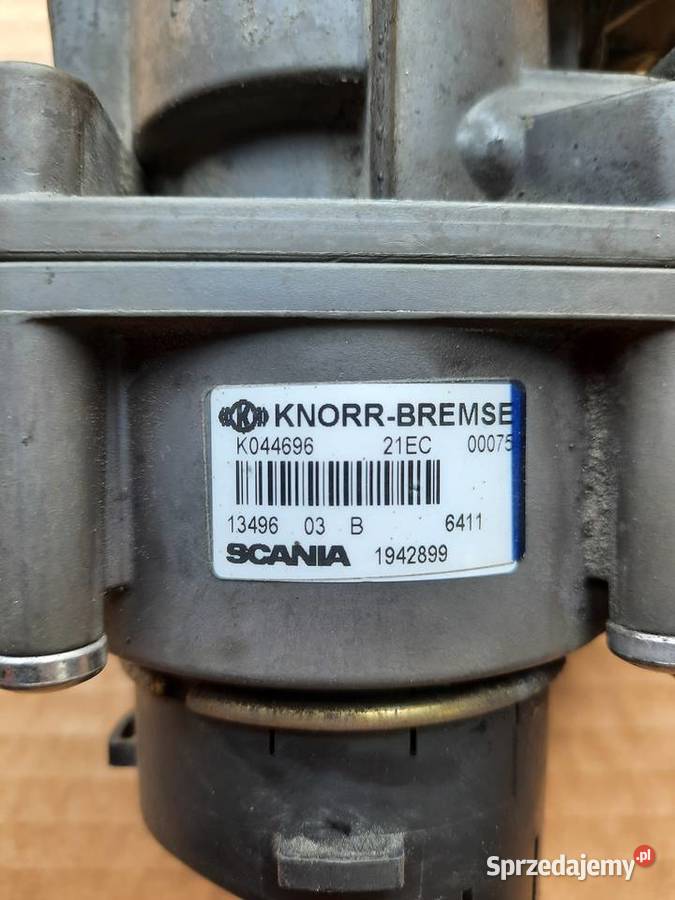 KNORR-BREMSE
K044696 21EC 00075
13496 03 B 6411
SCANIA 1942899
Sprzedajemy.pl